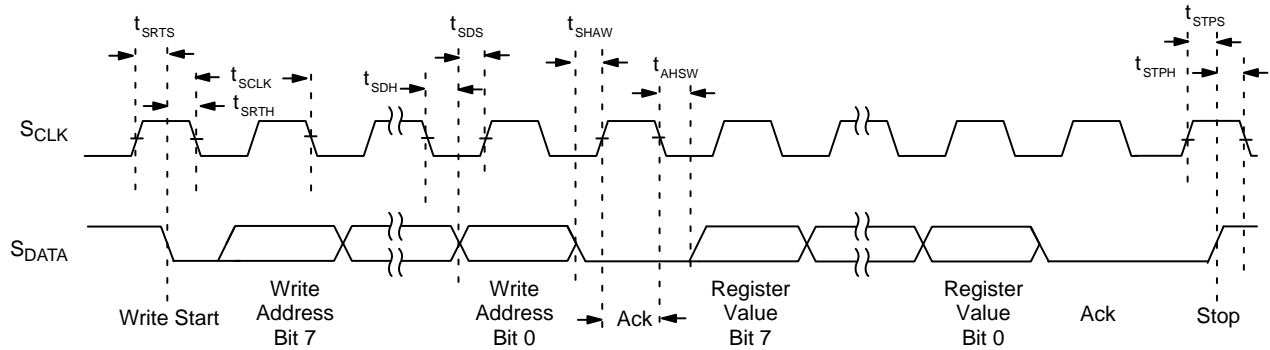 tSRTS
tSDS
tSHAW
tSTPS
tSCLK
tSDH
tAHSW
tSTPH
tSRTH
SCLK
SDATA
Write Start
Write
Address
Bit 7
Write
Address
Bit 0
Ack
Register
Value
Bit 7
Register
Value
Bit 0
Ack
Stop